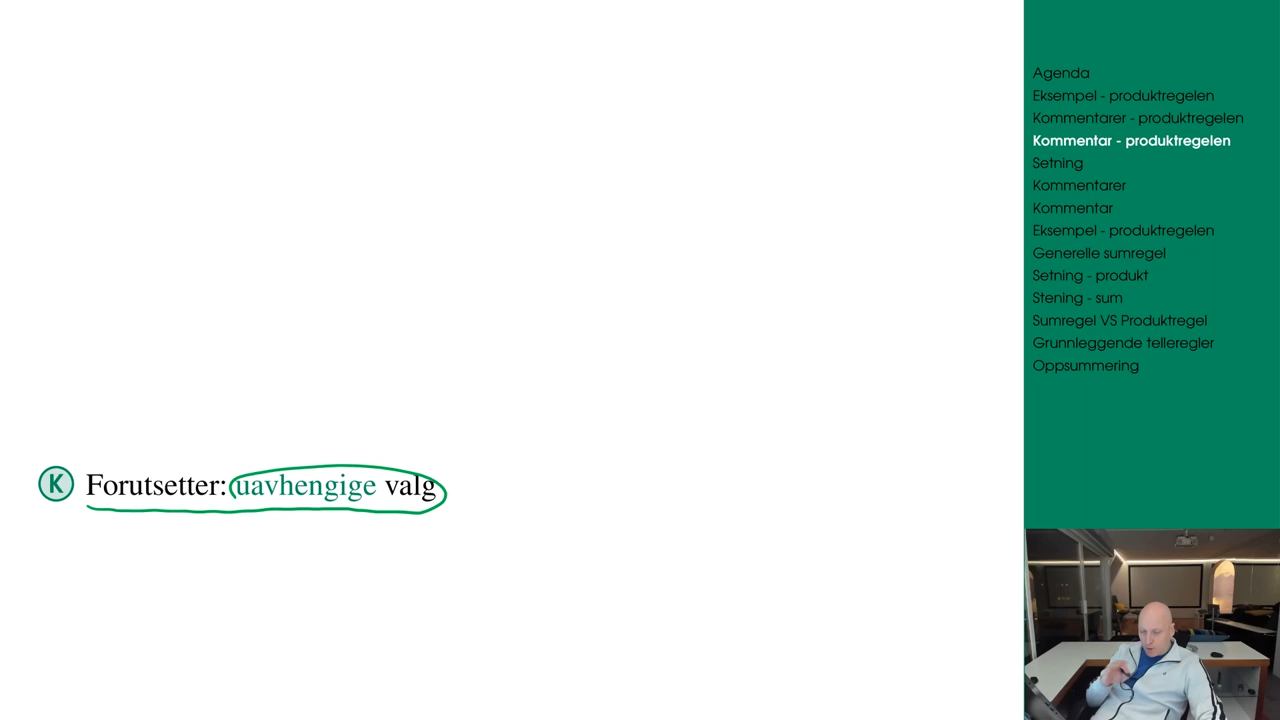 K Forutsetter: uavhengige valg
Agenda
Eksempel - produktregelen
Kommentarer - produktregelen
Kommentar - produktregelen
Setning
Kommentarer
Kommentar
Eksempel - produktregelen
Generelle sumregel
Setning - produkt
Stening - sum
Sumregel VS Produktregel
Grunnleggende telleregler
Oppsummering